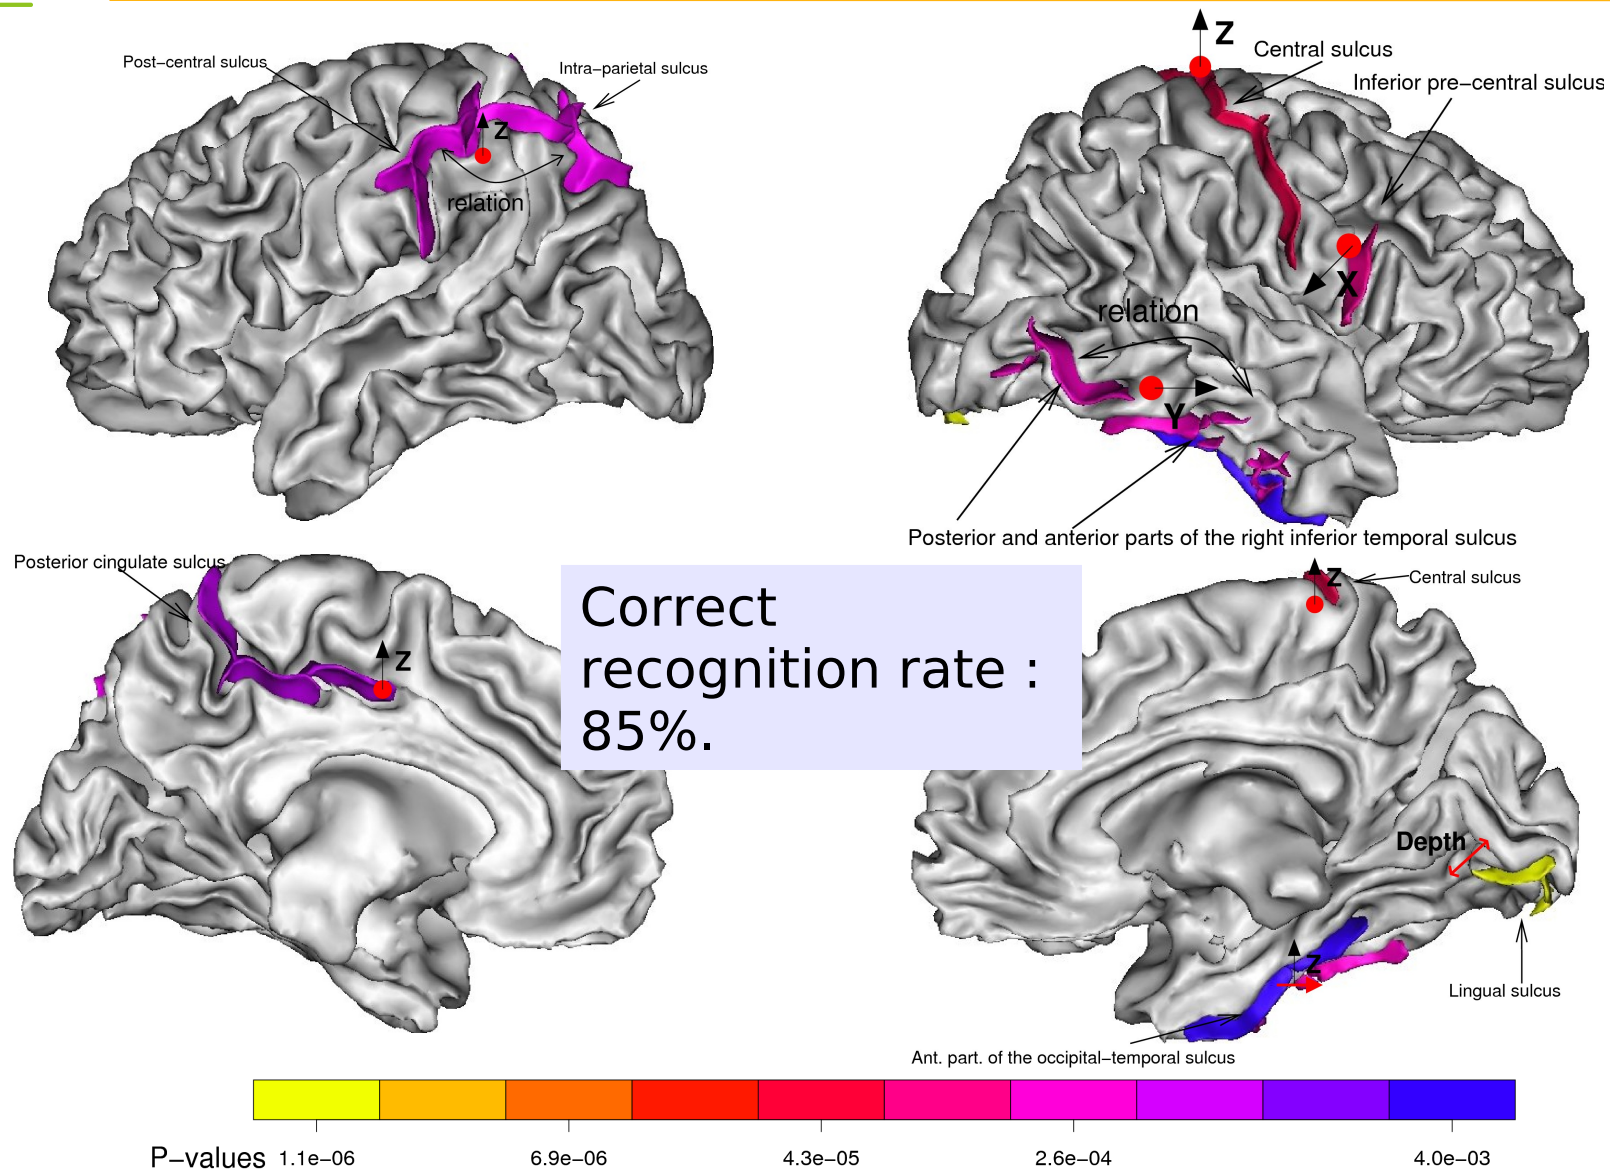 Post-central sulcus
Intra-parietal sulcus
Z
relation
Z
Central sulcus
Inferior pre-central sulcus
X
relation
Y
Posterior and anterior parts of the right inferior temporal sulcus
Posterior cingulate sulcus
Z
Correct
recognition rate :
85%.
Z
Central sulcus
Depth
Z
Lingual sulcus
Ant. part. of the occipital-temporal sulcus
P-values 1.1e-06 6.9e-06 4.3e-05 2.6e-04 4.0e-03